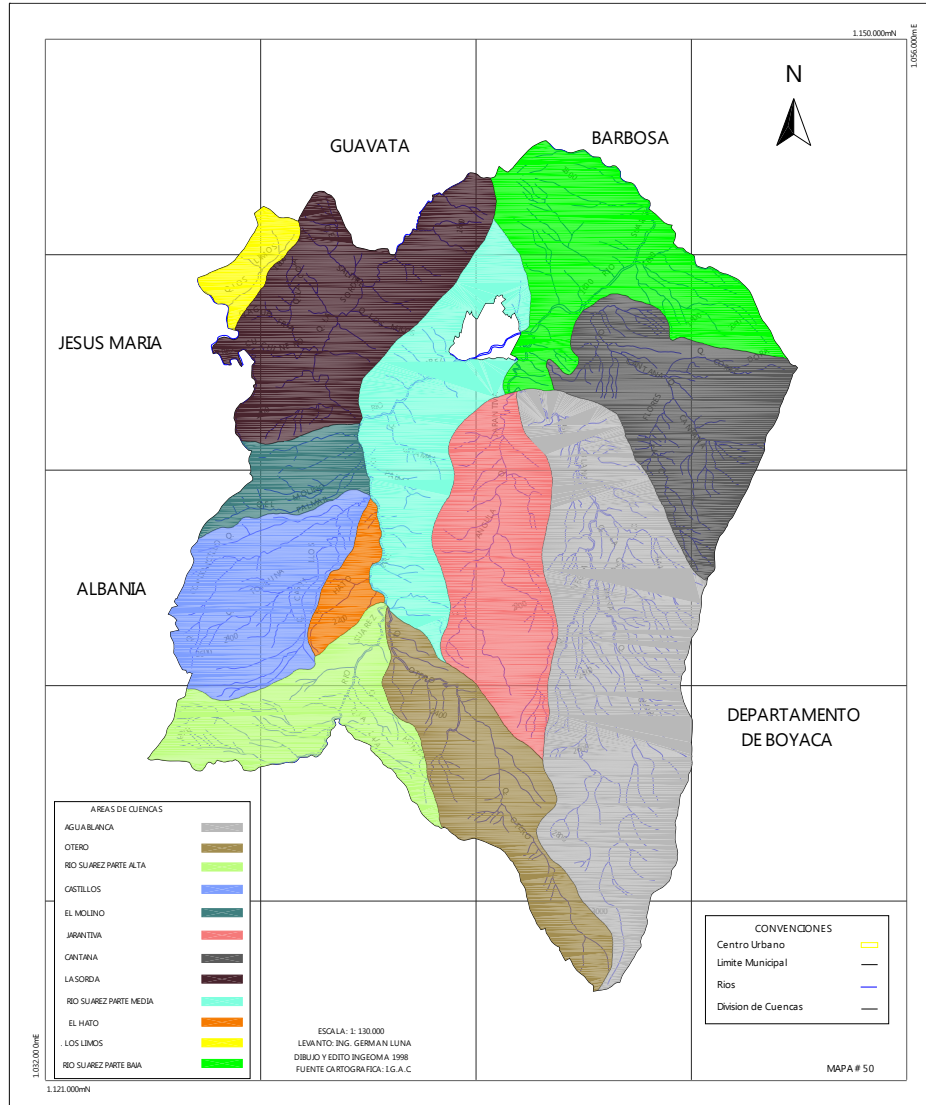 1.150.000mN
1.056.000mE
N
GUAVATA
BARBOSA
JESUS MARIA
ALBANIA
DEPARTAMENTO
DE BOYACA
AREAS DE CUENCAS
AGUABLANCA
OTERO
RIO SUAREZ PARTE ALTA
CASTILLOS
EL MOLINO
JARANTIVA
CANTANA
LA SORDA
RIO SUAREZ PARTE MEDIA
EL HATO
. LOS LIMOS
RIO SUAREZ PARTE BAJA
ESCALA: 1: 130.000
LEVANTO: ING. GERMAN LUNA
DIBUJO Y EDITO INGEOMA 1998
FUENTE CARTOGRAFICA: I.G.A.C
CONVENCIONES
Centro Urbano
Limite Municipal
Rios
Division de Cuencas
MAPA # 50
1.032.000mE
1.121.000mN